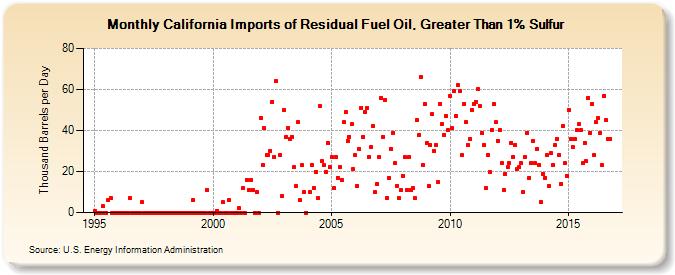 Monthly California Imports of Residual Fuel Oil, Greater Than 1% Sulfur
Thousand Barrels per Day
80
60
40
20
0
1995 2000 2005 2010 2015
Source: U.S. Energy Information Administration